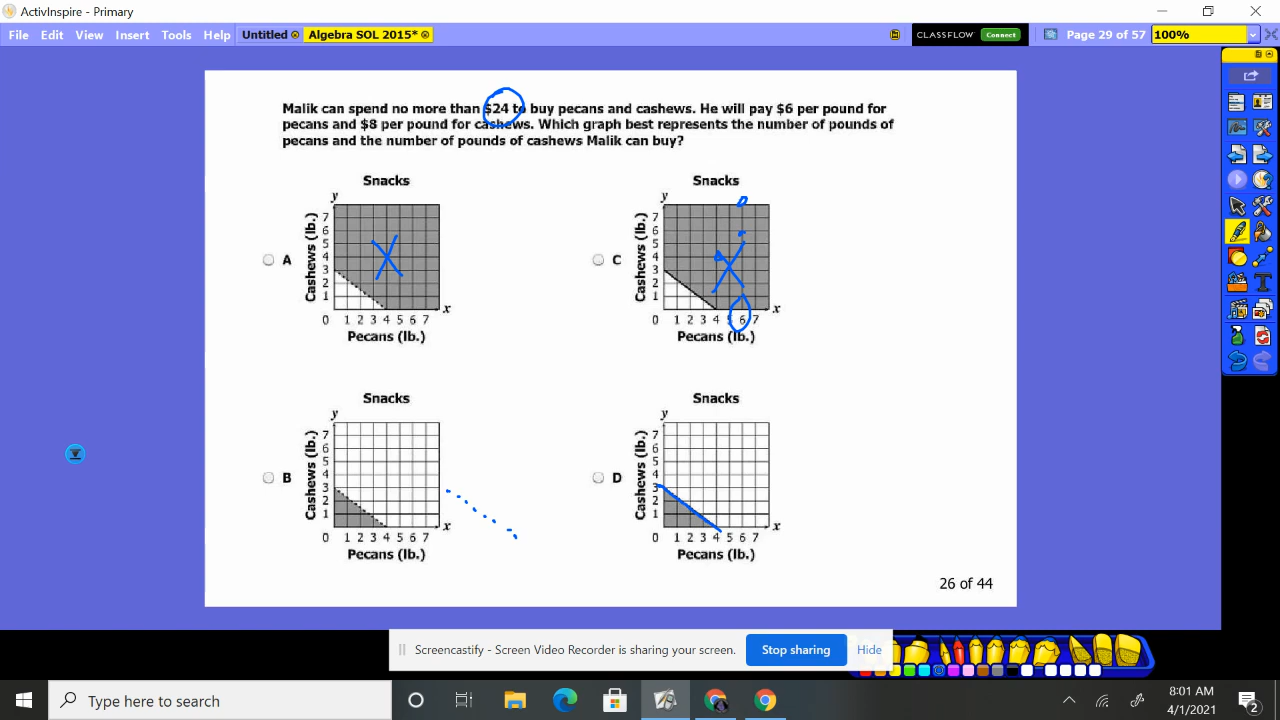 ActivInspire - Primary
File Edit View Insert Tools Help Untitled Algebra SOL 2015* CLASSFLOW Connect Page 29 of 57 100%
Malik can spend no more than $24 to buy pecans and cashews. He will pay $6 per pound for
pecans and $8 per pound for cashews. Which graph best represents the number of pounds of
pecans and the number of pounds of cashews Malik can buy?
A
Snacks
y
Cashews (lb.)
7
6
5
4
3
2
1
0 1 2 3 4 5 6 7
x
Pecans (lb.)
C
Snacks
y
Cashews (lb.)
7
6
5
4
3
2
1
0 1 2 3 4 5 6 7
x
Pecans (lb.)
B
Snacks
y
Cashews (lb.)
7
6
5
4
3
2
1
0 1 2 3 4 5 6 7
x
Pecans (lb.)
D
Snacks
y
Cashews (lb.)
7
6
5
4
3
2
1
0 1 2 3 4 5 6 7
x
Pecans (lb.)
26 of 44
Screencastify - Screen Video Recorder is sharing your screen. Stop sharing Hide
Type here to search
8:01 AM
4/1/2021
2